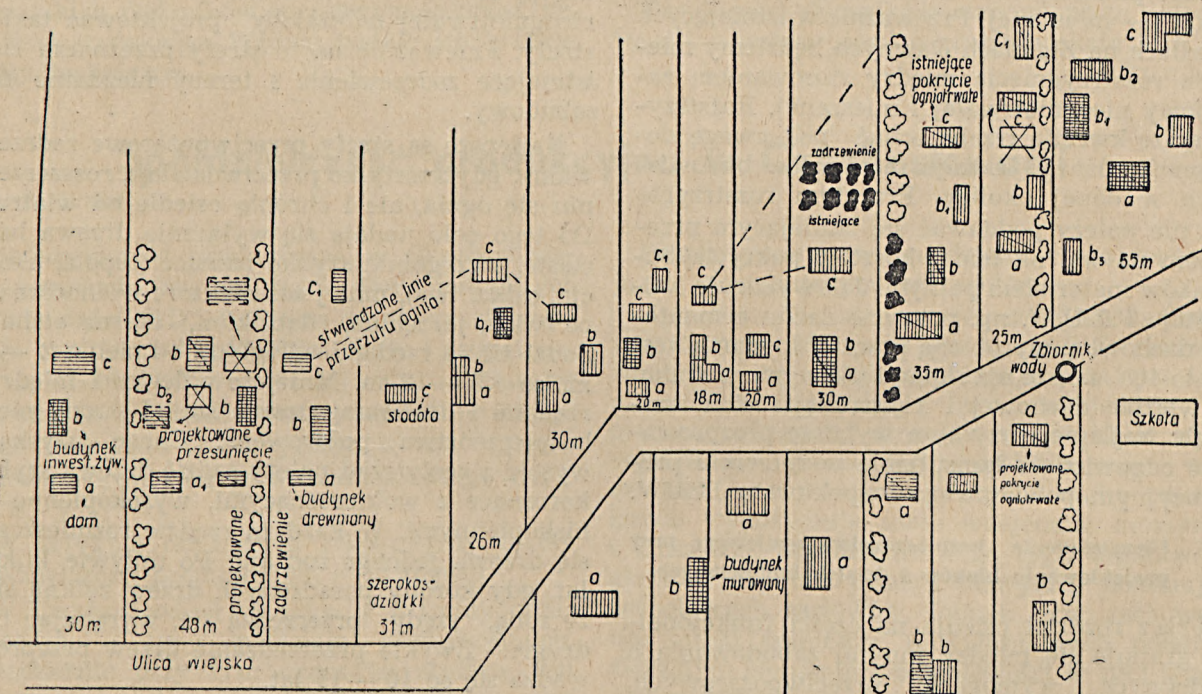 c
c₁
c
b₂
istniejące
pokrycie
ogniotrwałe
c
c
b₁
b
zadrzewienie
istniejące
b₁
b
a
c
c₁
stwierdzone linie
przerzutu ognia.
c
c
c₁
c
c
b
a
b₃
55m
b₁
c
c
a
25m
Zbiornik
wody
c
b
c
b
b
b
c
b
a
35m
b₂
b
b
stodoła
a
a
a
20m
a
18m
a
20m
a
30m
Szkoła
b
budynek
inwest.żyw.
projektowane
przesunięcie
b
30m
a
projektowane
pokrycie
ogniotrwałe
a
dom
a₁
a
budynek
drewniany
a
a
a
26m
projektowane
zadrzewienie
szerokoś-
działki
a
b
budynek
murowany
a
b
50m
48m
31m
b
b
Ulica wiejska